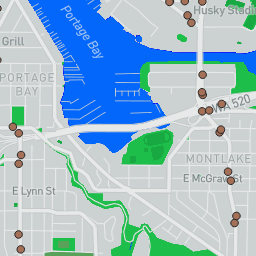 Husky Stadi
Portage Bay
Grill
PORTAGE
BAY
WA 520
MONTLAKE
E Lynn St
E McGraw St